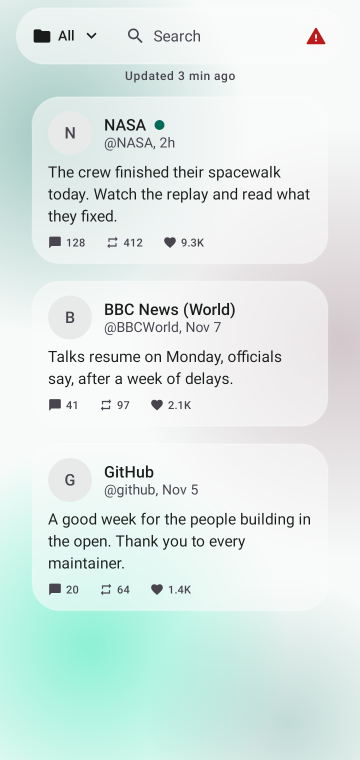 All
Search
Updated 3 min ago
N
NASA
@NASA, 2h
The crew finished their spacewalk
today. Watch the replay and read what
they fixed.
128 412 9.3K
B
BBC News (World)
@BBCWorld, Nov 7
Talks resume on Monday, officials
say, after a week of delays.
41 97 2.1K
G
GitHub
@github, Nov 5
A good week for the people building in
the open. Thank you to every
maintainer.
20 64 1.4K